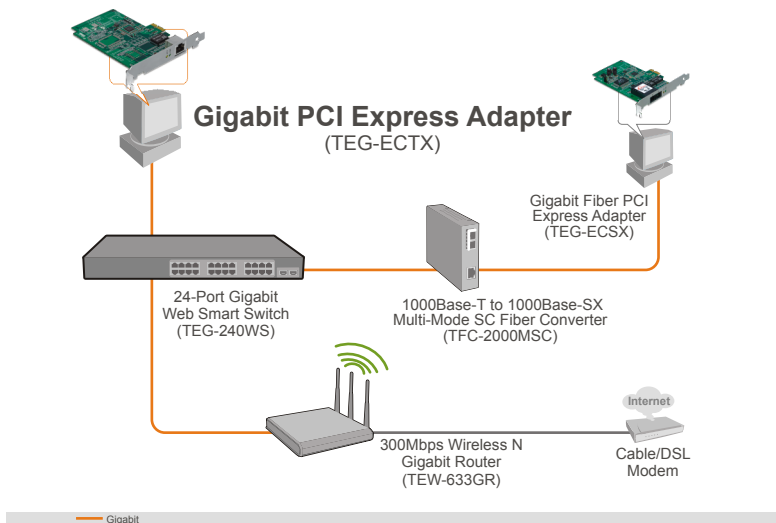 Gigabit PCI Express Adapter
(TEG-ECTX)
Gigabit Fiber PCI
Express Adapter
(TEG-ECSX)
24-Port Gigabit
Web Smart Switch
(TEG-240WS)
1000Base-T to 1000Base-SX
Multi-Mode SC Fiber Converter
(TFC-2000MSC)
Internet
300Mbps Wireless N
Gigabit Router
(TEW-633GR)
Cable/DSL
Modem
Gigabit